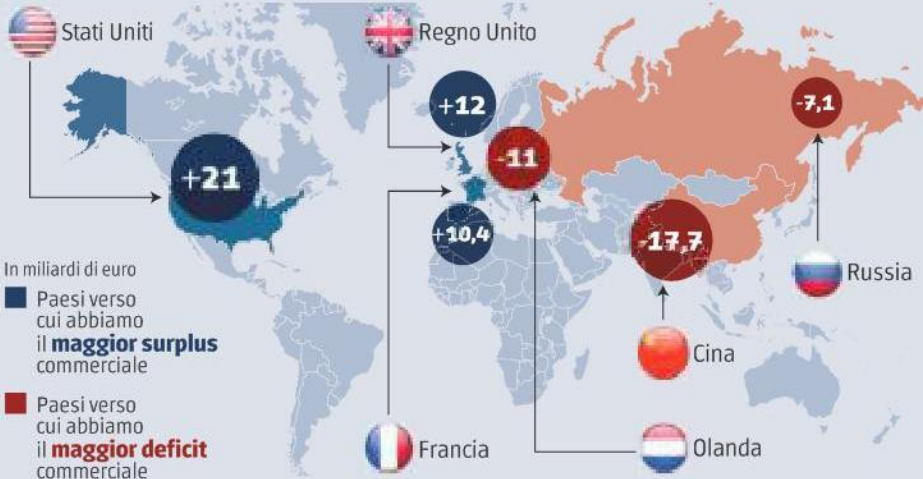 Stati Uniti
Regno Unito
+21
+12
-11
+10,4
-7,1
-17,7
Russia
Cina
Francia
Olanda
In miliardi di euro
Paesi verso
cui abbiamo
il maggior surplus
commerciale
Paesi verso
cui abbiamo
il maggior deficit
commerciale